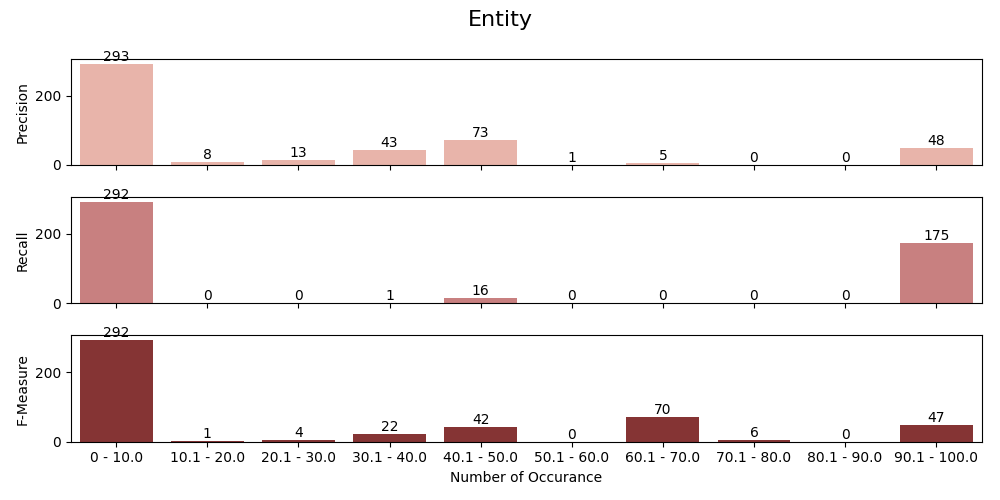 Entity
Precision
200
0
293
8
13
43
73
1
5
0
0
48
Recall
200
0
292
0
0
1
16
0
0
0
0
175
F-Measure
200
0
292
1
4
22
42
0
70
6
0
47
0 - 10.0
10.1 - 20.0
20.1 - 30.0
30.1 - 40.0
40.1 - 50.0
50.1 - 60.0
60.1 - 70.0
70.1 - 80.0
80.1 - 90.0
90.1 - 100.0
Number of Occurance